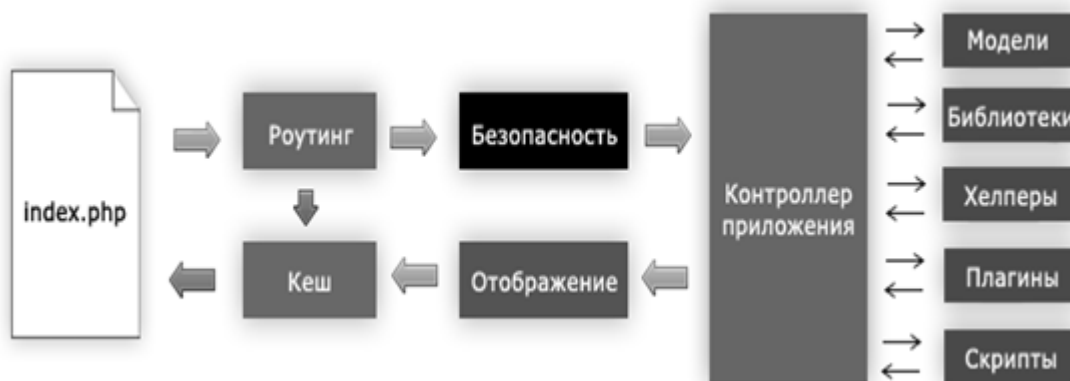 index.php
Роутинг
Безопасность
Кеш
Отображение
Контроллер
приложения
Модели
Библиотеки
Хелперы
Плагины
Скрипты